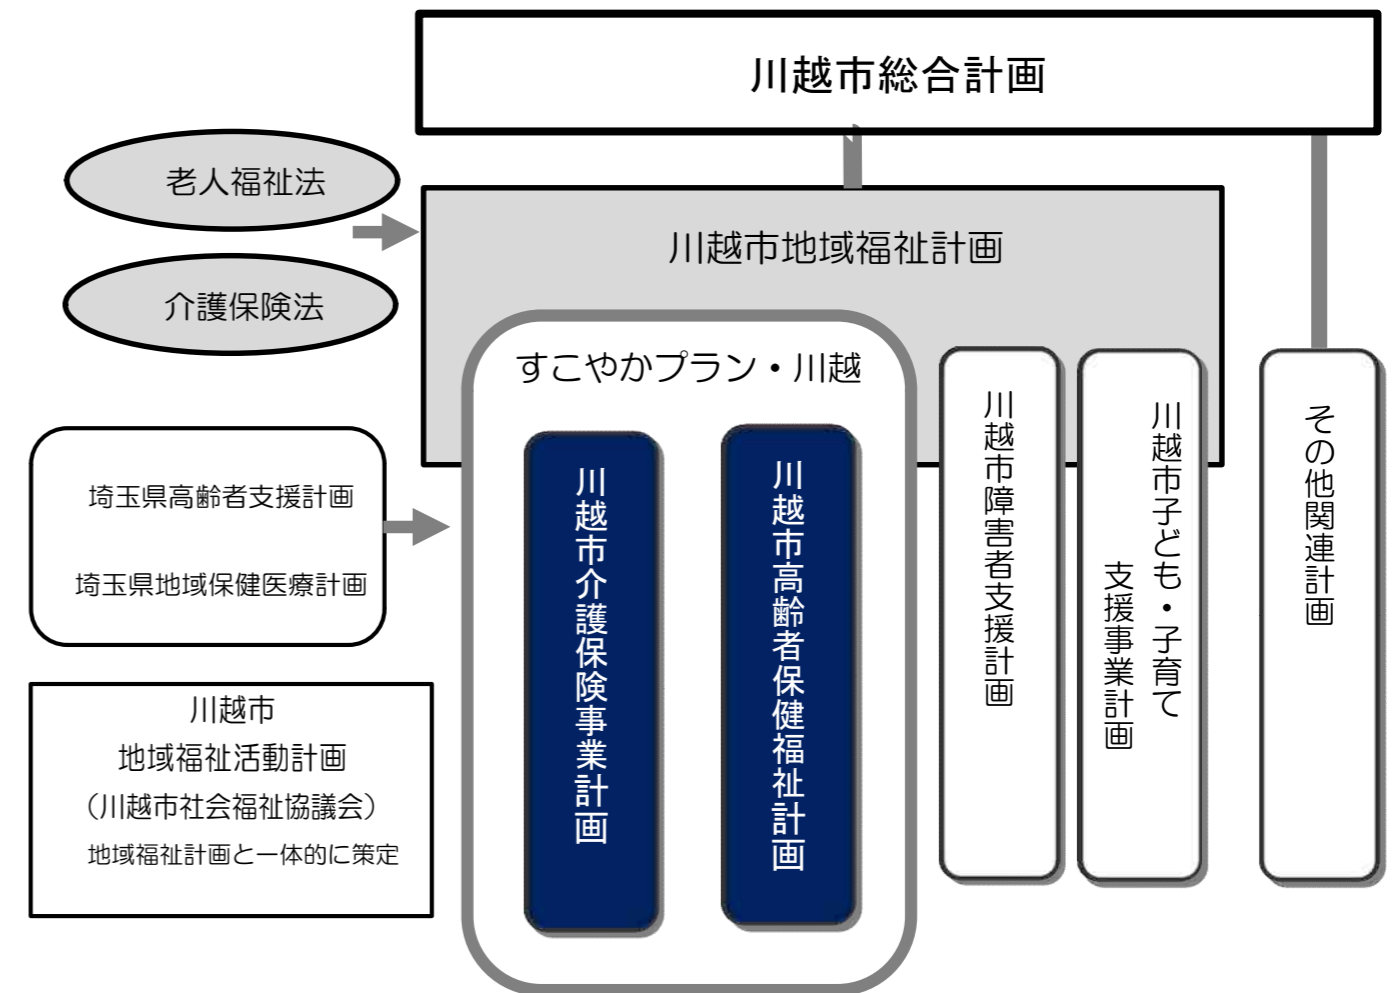 川越市総合計画
老人福祉法
介護保険法
川越市地域福祉計画
すこやかプラン・川越
川越市介護保険事業計画
川越市高齢者保健福祉計画
川越市障害者支援計画
川越市子ども・子育て
支援事業計画
その他関連計画
埼玉県高齢者支援計画
埼玉県地域保健医療計画
川越市
地域福祉活動計画
（川越市社会福祉協議会）
地域福祉計画と一体的に策定